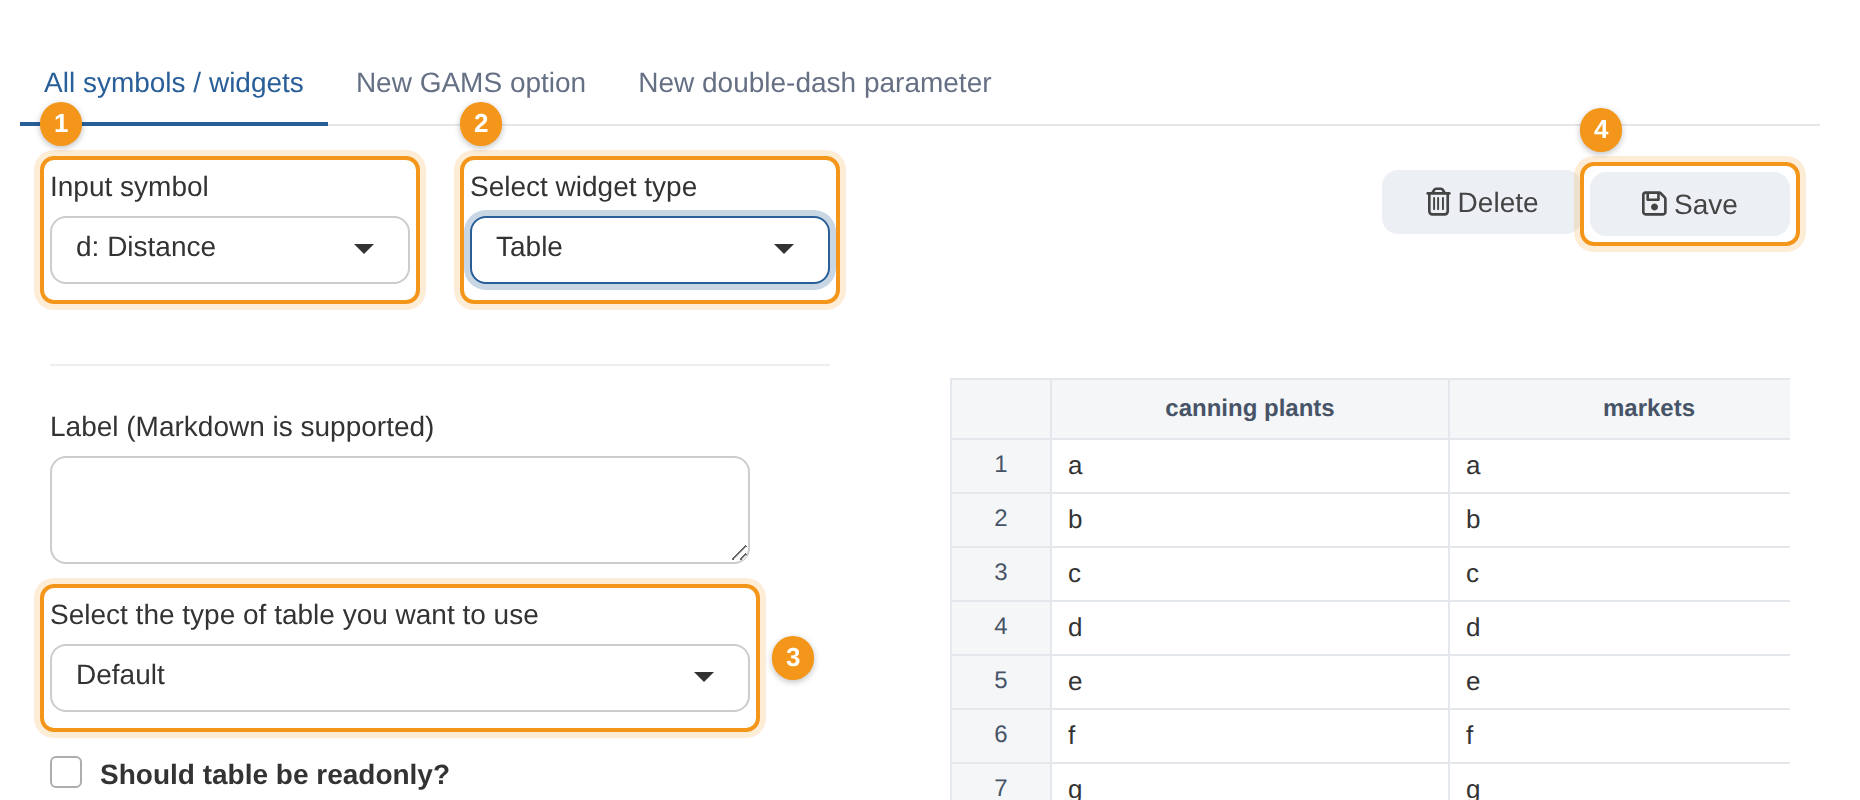 All symbols / widgets New GAMS option New double-dash parameter
1 2 4
Input symbol Select widget type
d: Distance Table Delete Save
canning plants markets
Label (Markdown is supported)
1 a a
2 b b
3 c c
Select the type of table you want to use
4 d d
Default 3
5 e e
6 f f
Should table be readonly?
7 g g